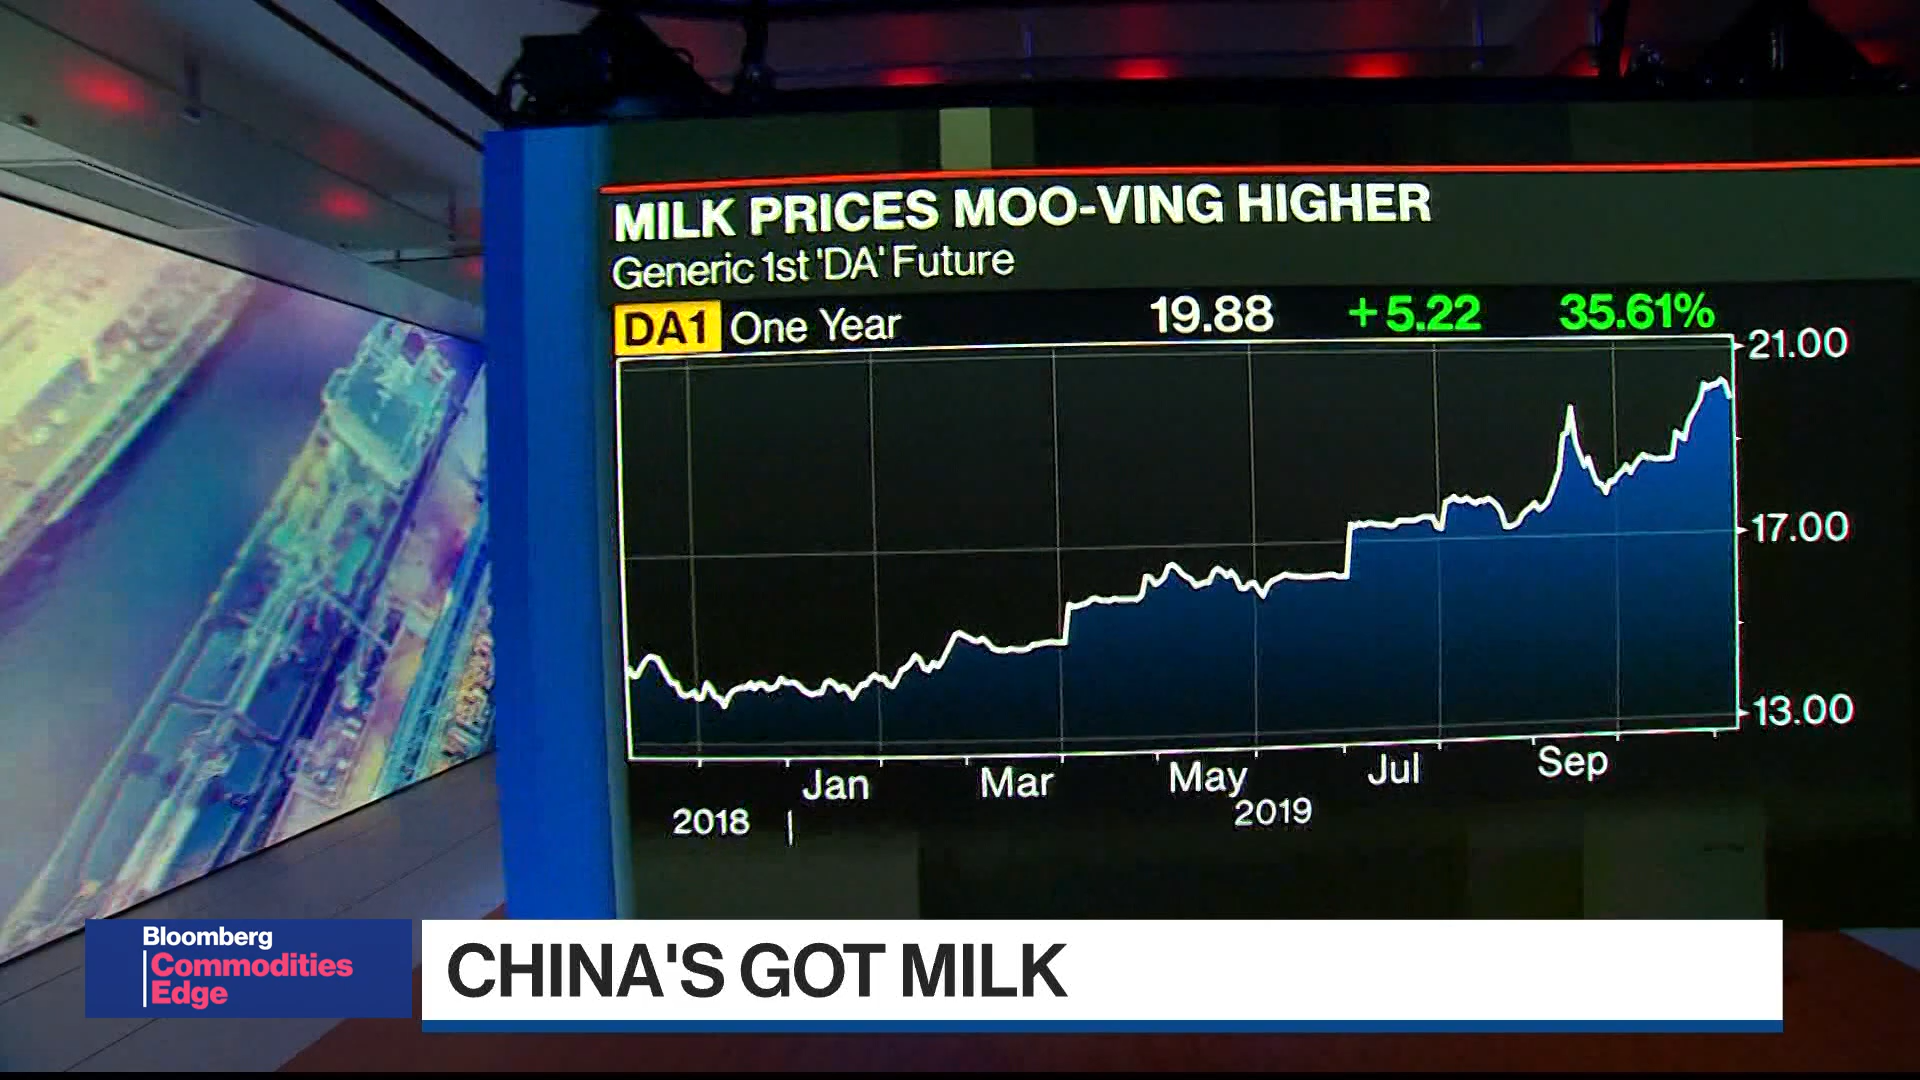 MILK PRICES MOO-VING HIGHER
Generic 1st 'DA' Future
DA1 One Year 19.88 +5.22 35.61%
21.00
17.00
13.00
Jan Mar May Jul Sep
2018 | 2019
Bloomberg
Commodities
Edge
CHINA'S GOT MILK